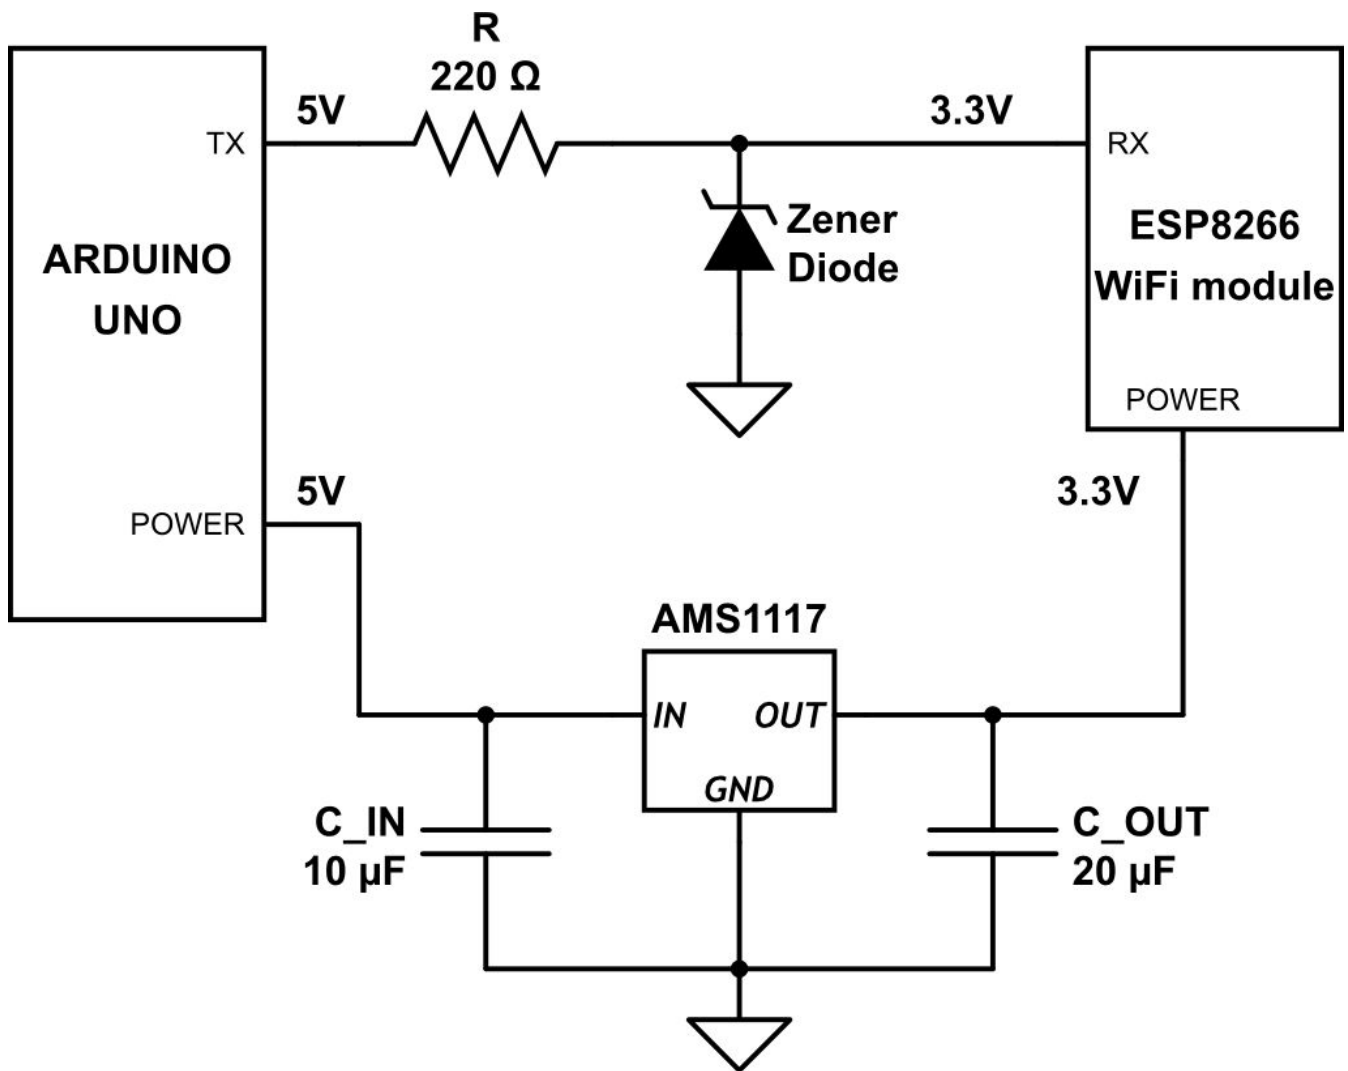 R
220 Ω
5V
3.3V
TX
RX
Zener
Diode
ESP8266
WiFi module
ARDUINO
UNO
POWER
5V
POWER
3.3V
AMS1117
IN
OUT
GND
C_IN
10 µF
C_OUT
20 µF